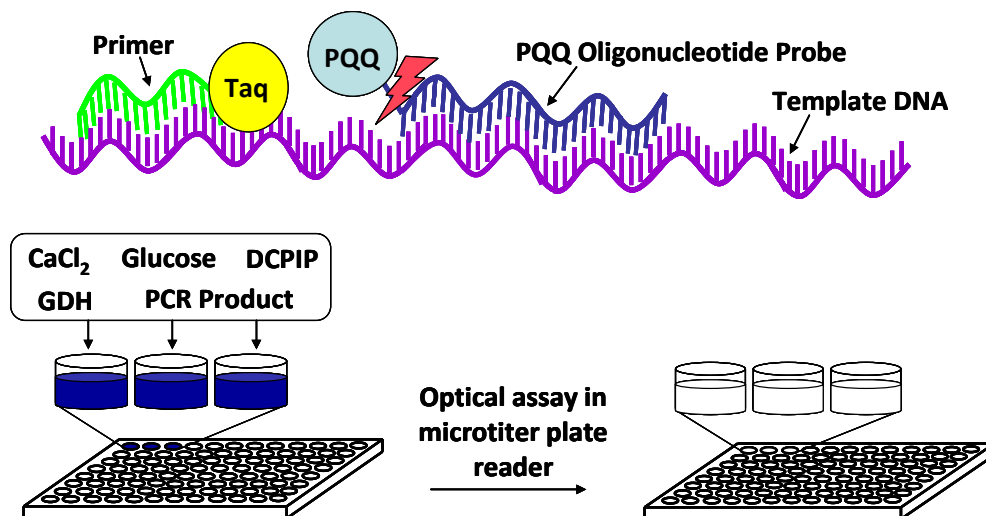 Primer
Taq
PQQ
PQQ Oligonucleotide Probe
Template DNA
CaCl₂ Glucose DCPIP
GDH PCR Product
Optical assay in
microtiter plate
reader